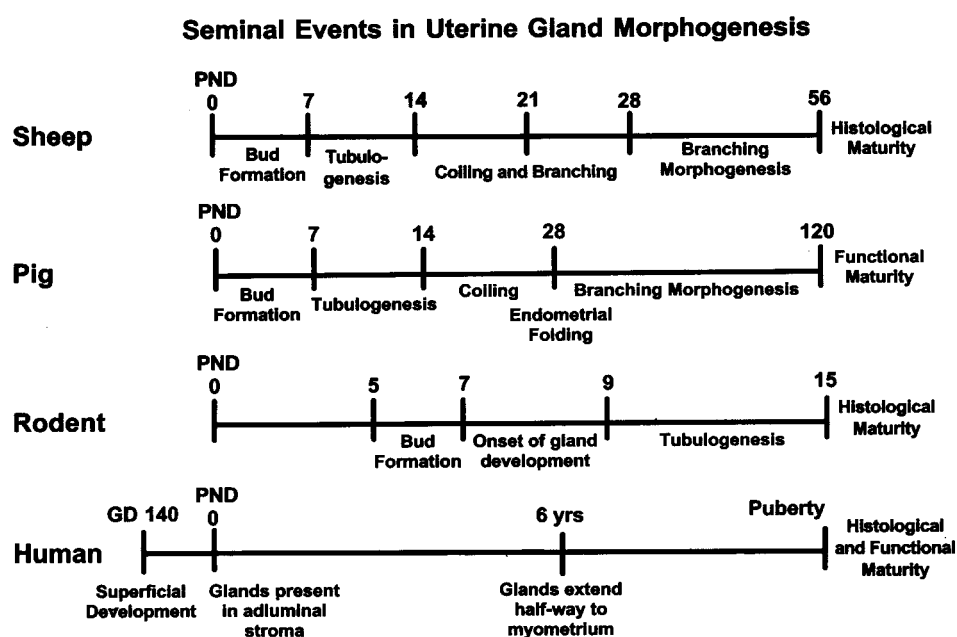 Seminal Events in Uterine Gland Morphogenesis
PND
0 7 14 21 28 56
Sheep
Histological
Maturity
Bud
Formation
Tubulo-
genesis
Coiling and Branching
Branching
Morphogenesis
PND
0 7 14 28 120
Pig
Functional
Maturity
Bud
Formation
Tubulogenesis
Coiling
Endometrial
Folding
Branching Morphogenesis
PND
0 5 7 9 15
Rodent
Histological
Maturity
Bud
Formation
Onset of gland
development
Tubulogenesis
GD 140
PND
0
6 yrs
Puberty
Human
Histological
and Functional
Maturity
Superficial
Development
Glands present
in adluminal
stroma
Glands extend
half-way to
myometrium